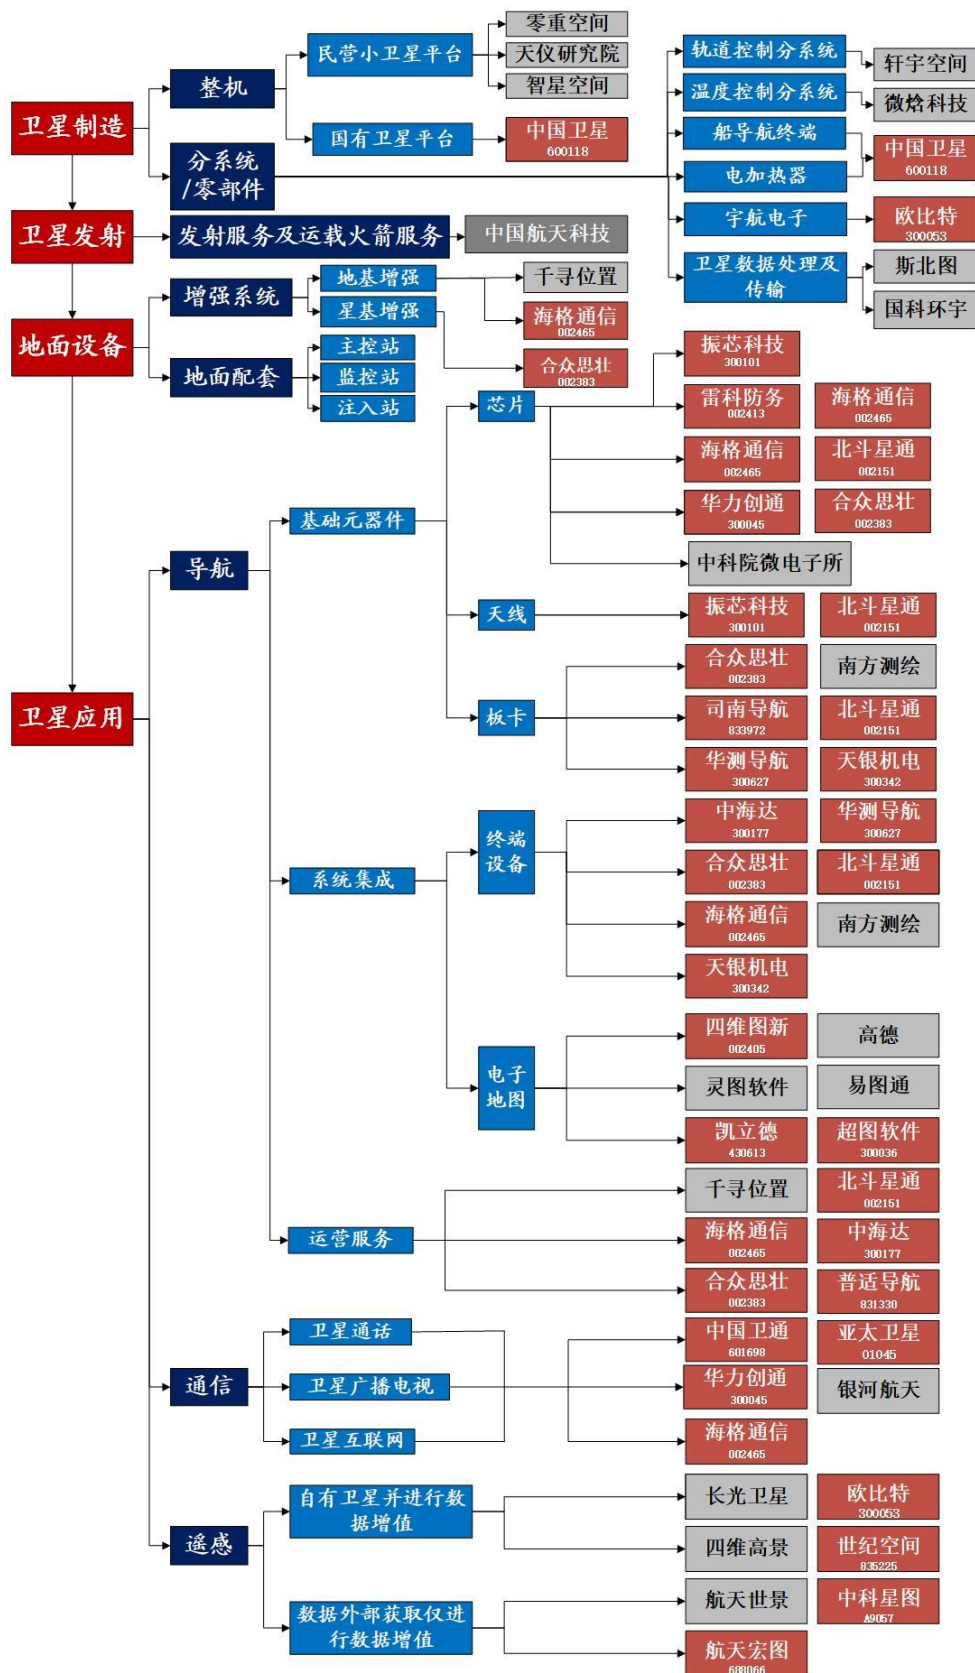 卫星制造
整机
民营小卫星平台
零重空间
天仪研究院
智星空间
国有卫星平台
中国卫星
600118
分系统
/零部件
轨道控制分系统
轩宇空间
温度控制分系统
微焓科技
船导航终端
电加热器
中国卫星
600118
宇航电子
欧比特
300053
卫星数据处理及
传输
斯北图
国科环宇
卫星发射
发射服务及运载火箭服务
中国航天科技
地面设备
增强系统
地基增强
千寻位置
海格通信
002465
星基增强
合众思壮
002383
地面配套
主控站
监控站
注入站
卫星应用
导航
基础元器件
芯片
振芯科技
300101
雷科防务
002413
海格通信
002465
海格通信
002465
北斗星通
002151
华力创通
300045
合众思壮
002383
中科院微电子所
天线
振芯科技
300101
北斗星通
002151
板卡
合众思壮
002383
南方测绘
司南导航
833972
北斗星通
002151
华测导航
300627
天银机电
300342
系统集成
终端
设备
中海达
300177
华测导航
300627
合众思壮
002383
北斗星通
002151
海格通信
002465
南方测绘
天银机电
300342
电子
地图
四维图新
002405
高德
灵图软件
易图通
凯立德
430613
超图软件
300036
运营服务
千寻位置
北斗星通
002151
海格通信
002465
中海达
300177
合众思壮
002383
普适导航
831330
通信
卫星通话
卫星广播电视
卫星互联网
中国卫通
601698
亚太卫星
01045
华力创通
300045
银河航天
海格通信
002465
遥感
自有卫星并进行数
据增值
长光卫星
欧比特
300053
四维高景
世纪空间
835225
数据外部获取仅进
行数据增值
航天世景
中科星图
A9057
航天宏图
688066